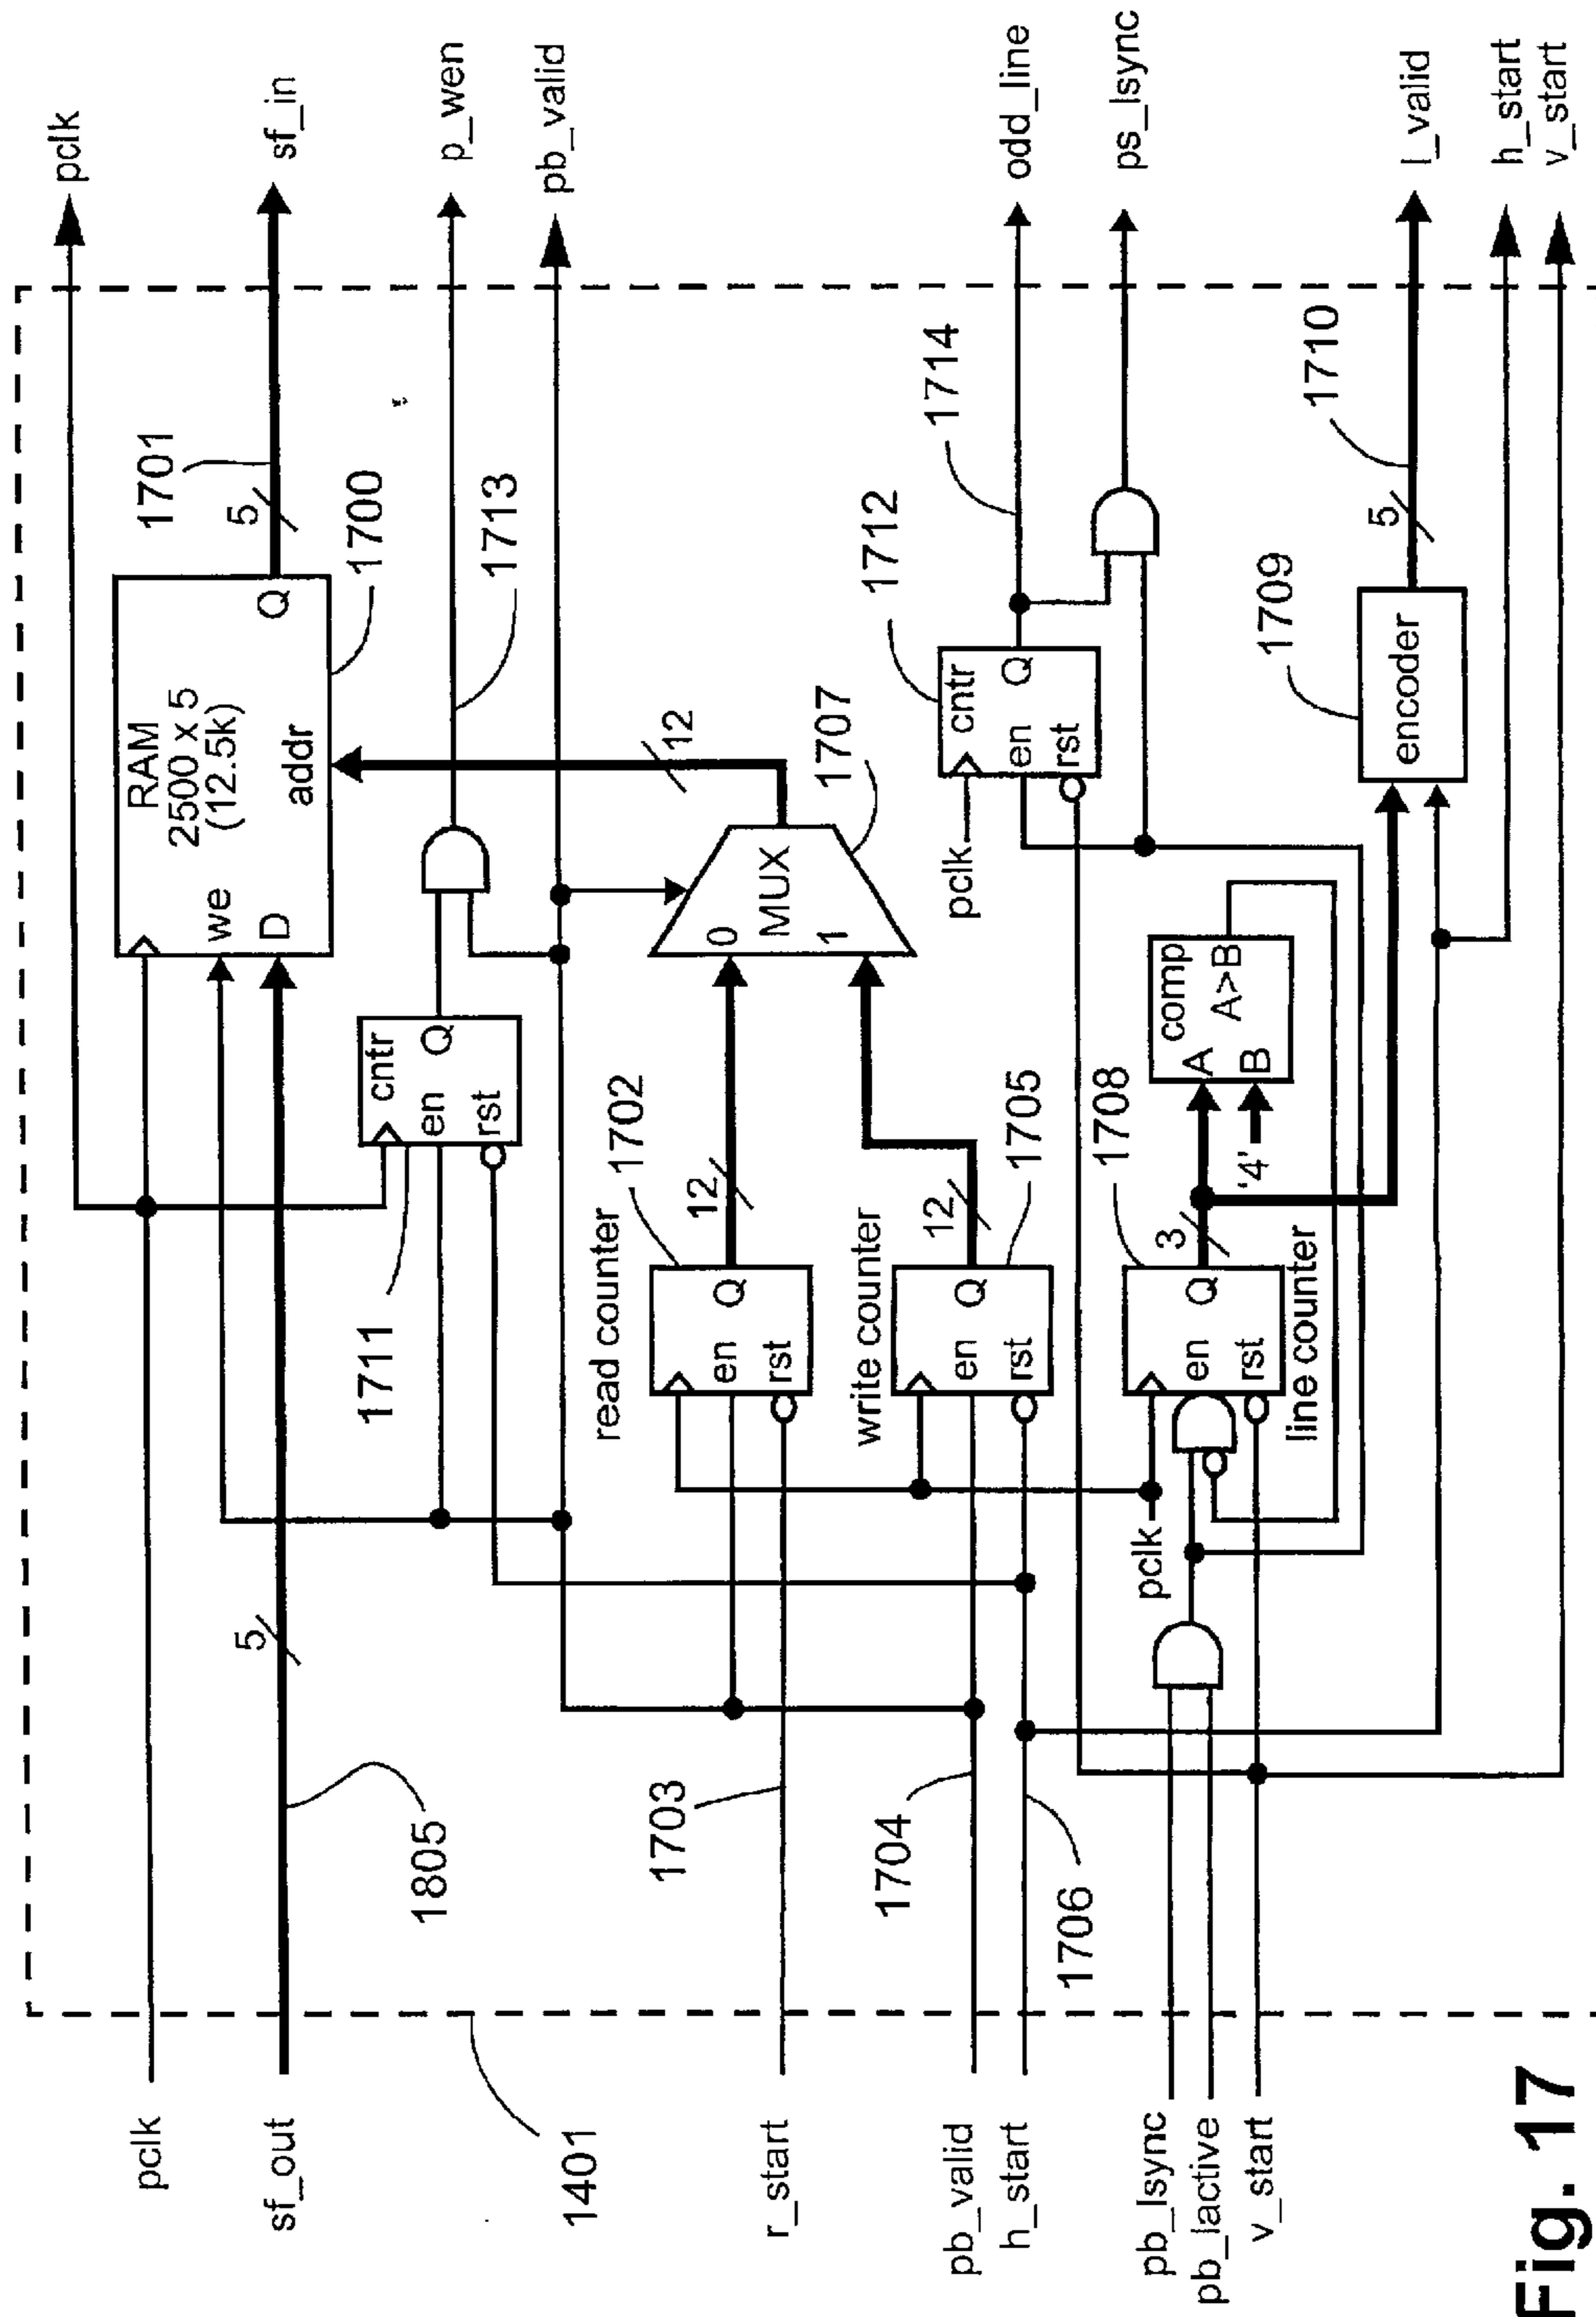 pclk
sf_out
1401
r_start
pb_valid
h_start
pb_lsync
pb_lactive
v_start
1805
5
1703
1704
1706
pclk
1711
cntr
en
Q
rst
RAM
2500 x 5
(12.5k)
we
D
Q
addr
1701
5
1700
1713
read counter
1702
en
Q
rst
12
write counter
1705
en
Q
rst
12
0
MUX
1
1707
12
1708
en
Q
rst
line counter
3
comp
A
A>B
B
'4'
pclk
cntr
en
Q
rst
1712
1714
1709
encoder
5
1710
pclk
sf_in
p_wen
pb_valid
odd_line
ps_lsync
l_valid
h_start
v_start
Fig. 17